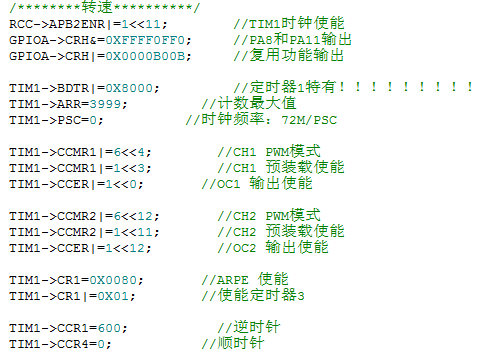 /********转速**********/
RCC->APB2ENR|=1<<11; //TIM1时钟使能
GPIOA->CRH&=0XFFFF0FF0; //PA8和PA11输出
GPIOA->CRH|=0X0000B00B; //复用功能输出
TIM1->BDTR|=0X8000; //定时器1特有!!!!!!!!!
TIM1->ARR=3999; //计数最大值
TIM1->PSC=0; //时钟频率：72M/PSC
TIM1->CCMR1|=6<<4; //CH1 PWM模式
TIM1->CCMR1|=1<<3; //CH1 预装载使能
TIM1->CCER|=1<<0; //OC1 输出使能
TIM1->CCMR2|=6<<12; //CH2 PWM模式
TIM1->CCMR2|=1<<11; //CH2 预装载使能
TIM1->CCER|=1<<12; //OC2 输出使能
TIM1->CR1=0X0080; //ARPE 使能
TIM1->CR1|=0X01; //使能定时器3
TIM1->CCR1=600; //逆时针
TIM1->CCR4=0; //顺时针